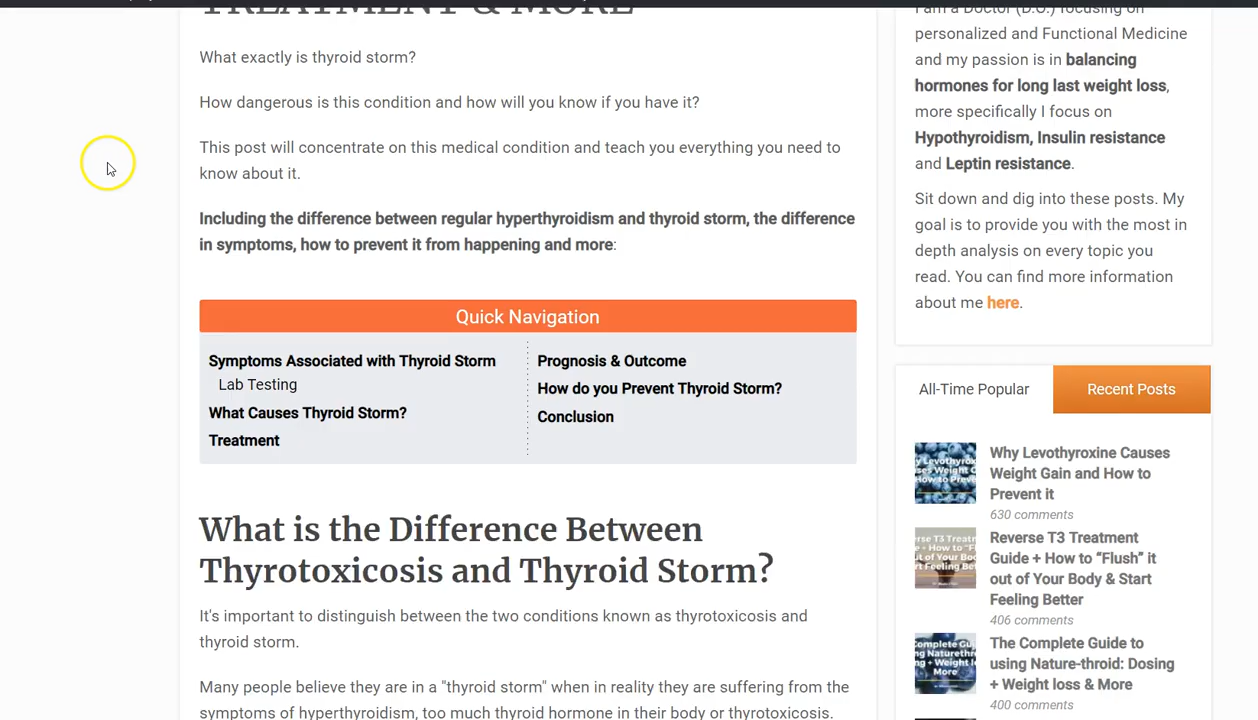 TREATMENT & MORE
What exactly is thyroid storm?
How dangerous is this condition and how will you know if you have it?
This post will concentrate on this medical condition and teach you everything you need to
know about it.
Including the difference between regular hyperthyroidism and thyroid storm, the difference
in symptoms, how to prevent it from happening and more:
Quick Navigation
Symptoms Associated with Thyroid Storm
Lab Testing
What Causes Thyroid Storm?
Treatment
Prognosis & Outcome
How do you Prevent Thyroid Storm?
Conclusion
What is the Difference Between
Thyrotoxicosis and Thyroid Storm?
It's important to distinguish between the two conditions known as thyrotoxicosis and
thyroid storm.
Many people believe they are in a "thyroid storm" when in reality they are suffering from the
symptoms of hyperthyroidism, too much thyroid hormone in their body or thyrotoxicosis.
I am a Doctor (D.O.) focusing on
personalized and Functional Medicine
and my passion is in balancing
hormones for long last weight loss,
more specifically I focus on
Hypothyroidism, Insulin resistance
and Leptin resistance.
Sit down and dig into these posts. My
goal is to provide you with the most in
depth analysis on every topic you
read. You can find more information
about me here.
All-Time Popular
Recent Posts
Why Levothyroxine Causes
Weight Gain and How to
Prevent it
630 comments
Reverse T3 Treatment
Guide + How to “Flush” it
out of Your Body & Start
Feeling Better
406 comments
The Complete Guide to
using Nature-throid: Dosing
+ Weight loss & More
400 comments